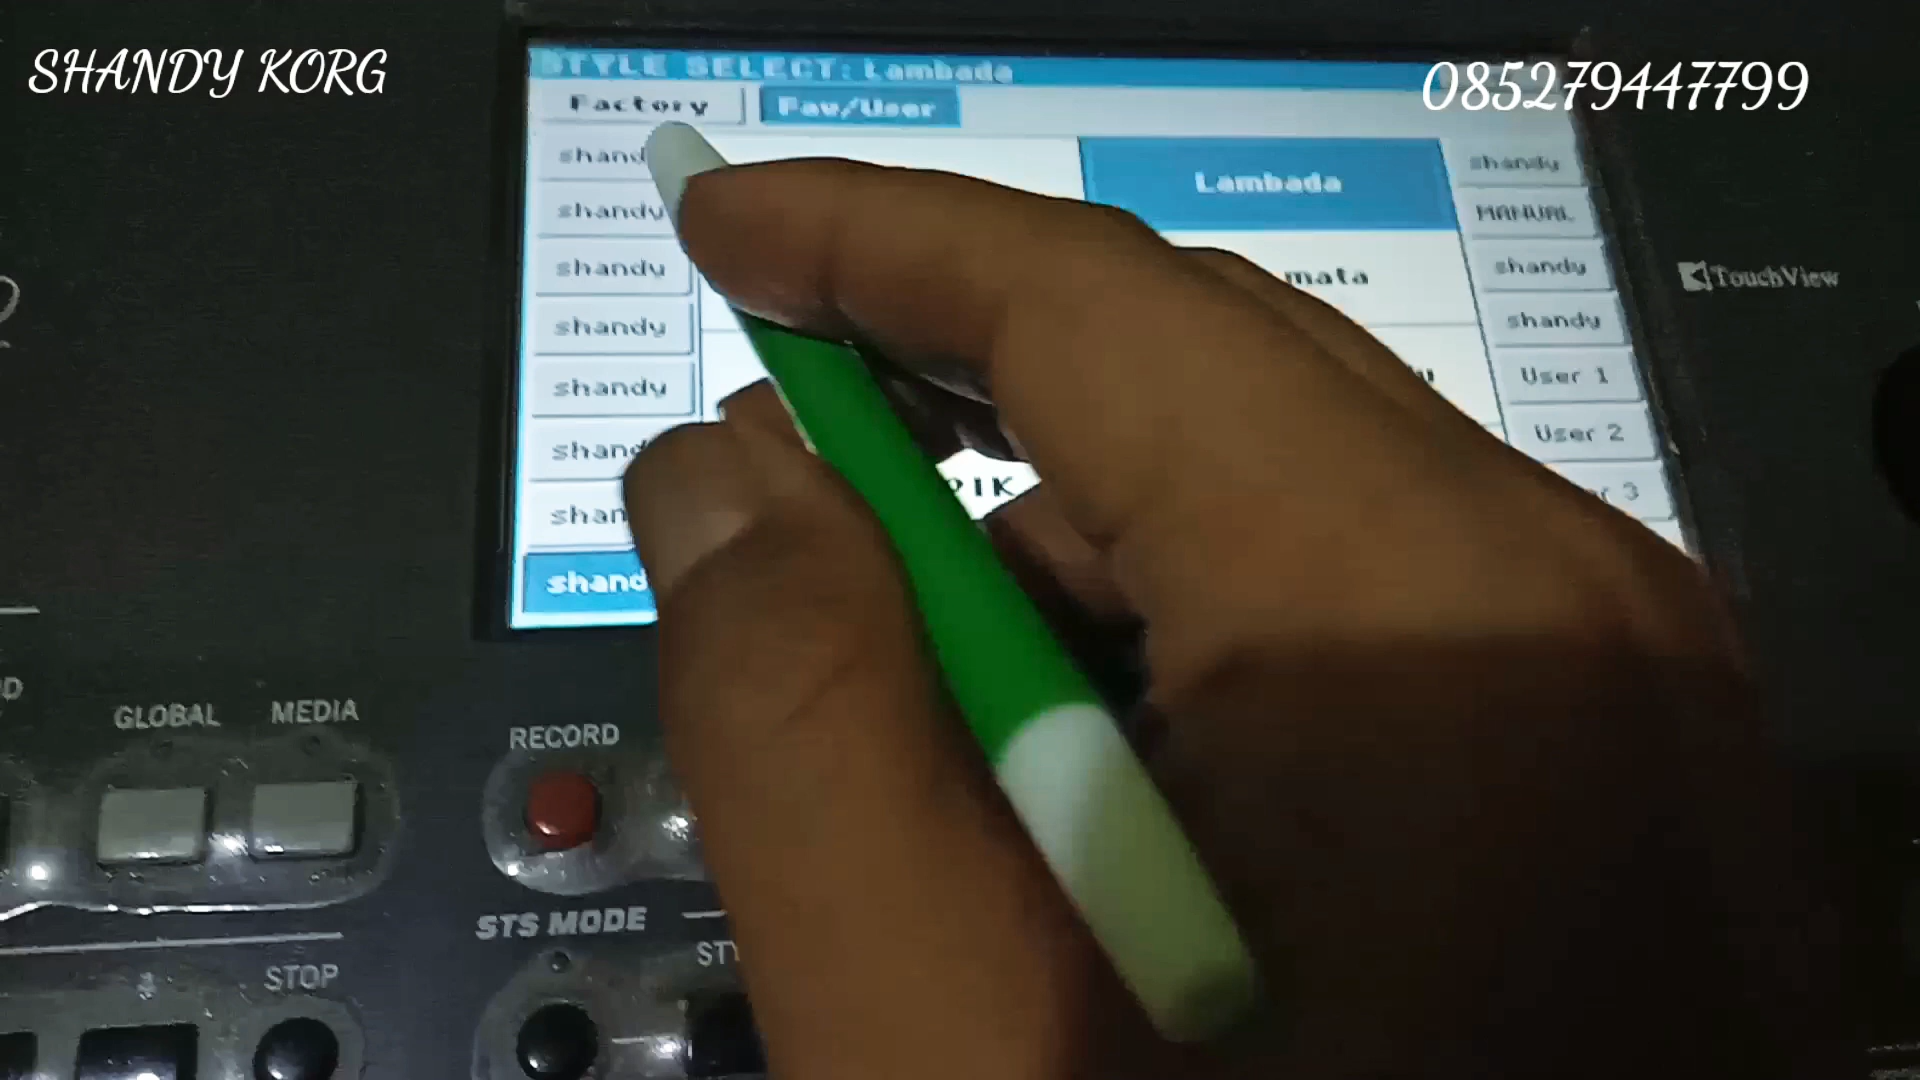 SHANDY KORG
085279447799
STYLE SELECT: Lambada
Factory
Fav/User
shandy
shandy
shandy
shandy
Lambada
mata
shandy
MANUAL
shandy
shandy
User 1
User 2
TouchView
GLOBAL
MEDIA
RECORD
STS MODE
STOP